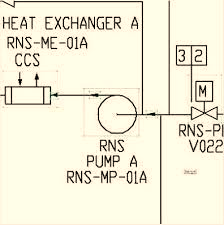 HEAT EXCHANGER A
RNS-ME-01A
CCS
3 2
M
RNS-PL
V022
RNS
PUMP A
RNS-MP-01A